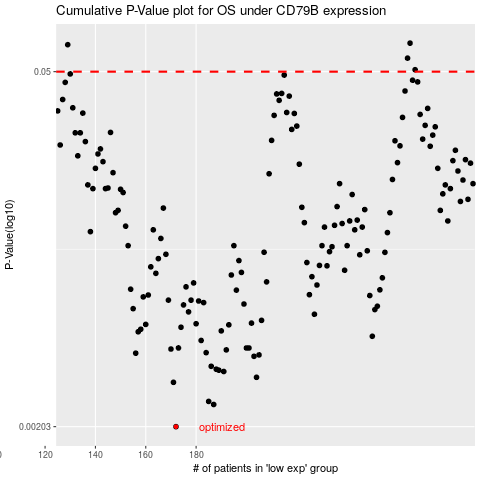 Cumulative P-Value plot for OS under CD79B expression
0.05
P-Value(log10)
0.00203
optimized
0 120 140 160 180
# of patients in 'low exp' group